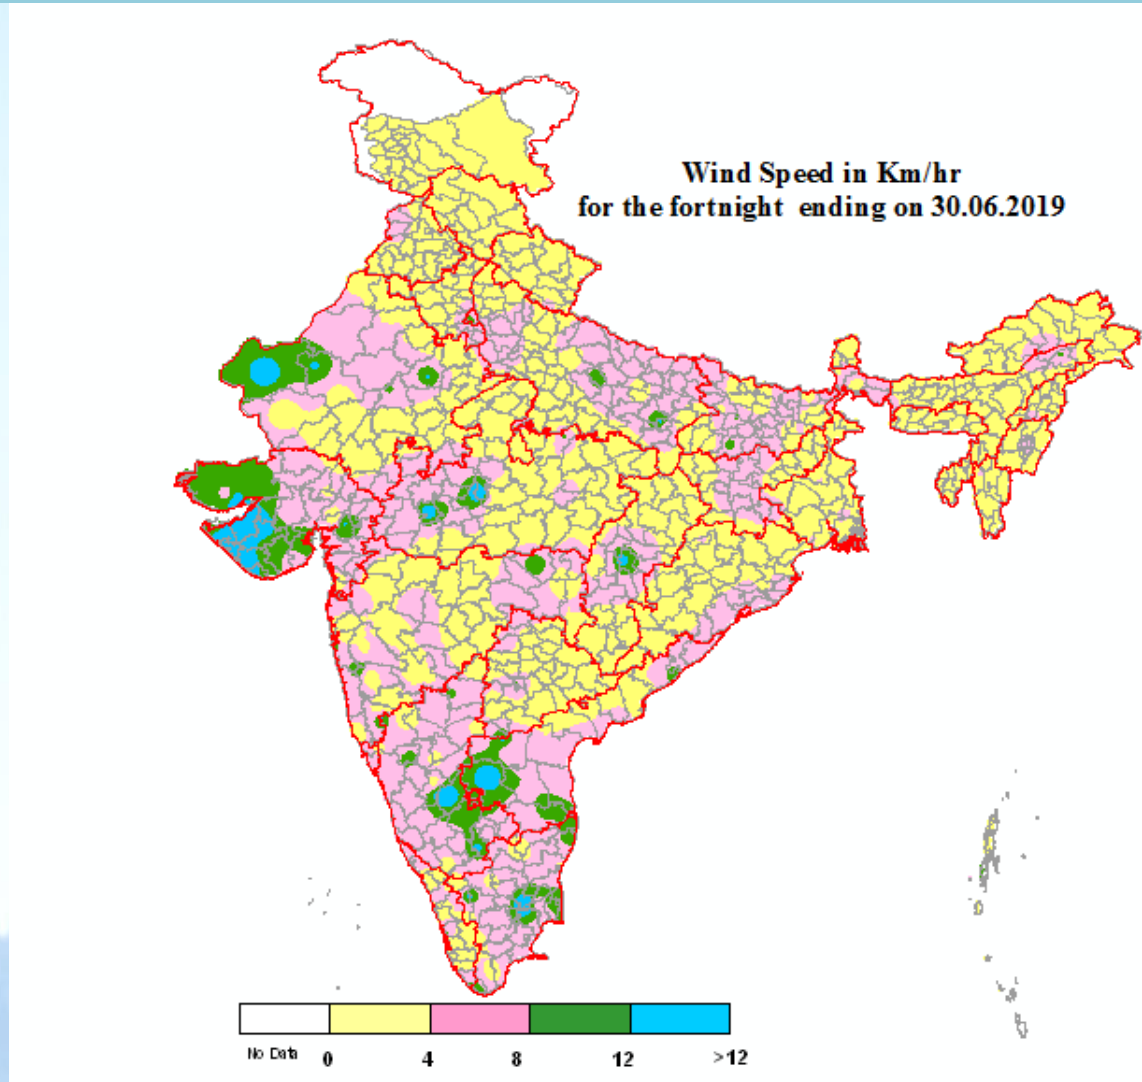 Wind Speed in Km/hr
for the fortnight ending on 30.06.2019
No Data 0 4 8 12 >12